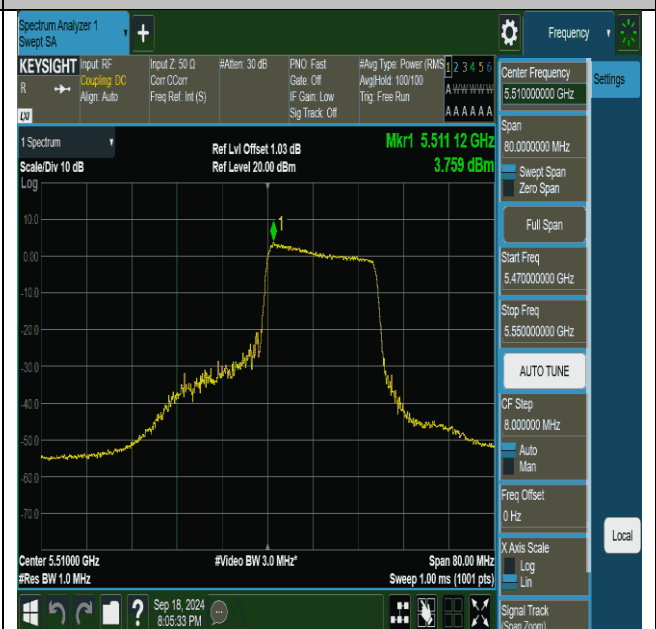 Spectrum Analyzer 1
Swept SA
+
Frequency
KEYSIGHT
R
LXI
Input: RF
Coupling: DC
Align: Auto
Input Z: 50 Ω
Corr CCorr
Freq Ref: Int (S)
#Atten: 30 dB
PNO: Fast
Gate: Off
IF Gain: Low
Sig Track: Off
#Avg Type: Power (RMS
Avg|Hold: 100/100
Trig: Free Run
1 2 3 4 5 6
A W W W W W
A A A A A A
Center Frequency
5.510000000 GHz
Settings
Span
80.0000000 MHz
Swept Span
Zero Span
Full Span
Start Freq
5.470000000 GHz
Stop Freq
5.550000000 GHz
AUTO TUNE
CF Step
8.000000 MHz
Auto
Man
Freq Offset
0 Hz
X Axis Scale
Log
Lin
Local
Signal Track
(Span Zoom)
1 Spectrum
Scale/Div 10 dB
Log
Ref Lvl Offset 1.03 dB
Ref Level 20.00 dBm
Mkr1 5.511 12 GHz
3.759 dBm
1
10.0
0.00
-10.0
-20.0
-30.0
-40.0
-50.0
-60.0
-70.0
Center 5.51000 GHz
#Res BW 1.0 MHz
#Video BW 3.0 MHz*
Span 80.00 MHz
Sweep 1.00 ms (1001 pts)
?
Sep 18, 2024
8:05:33 PM